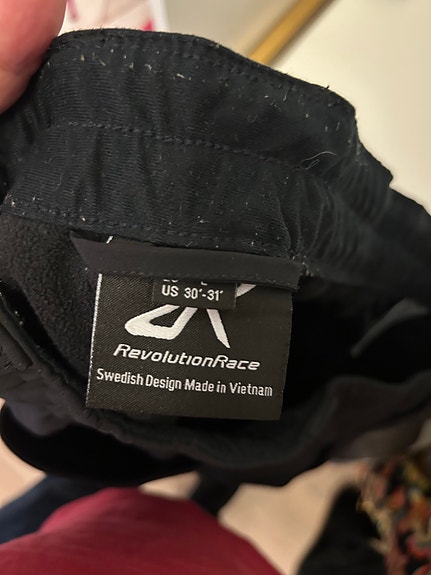 US 30'-31'
RevolutionRace
Swedish Design Made in Vietnam